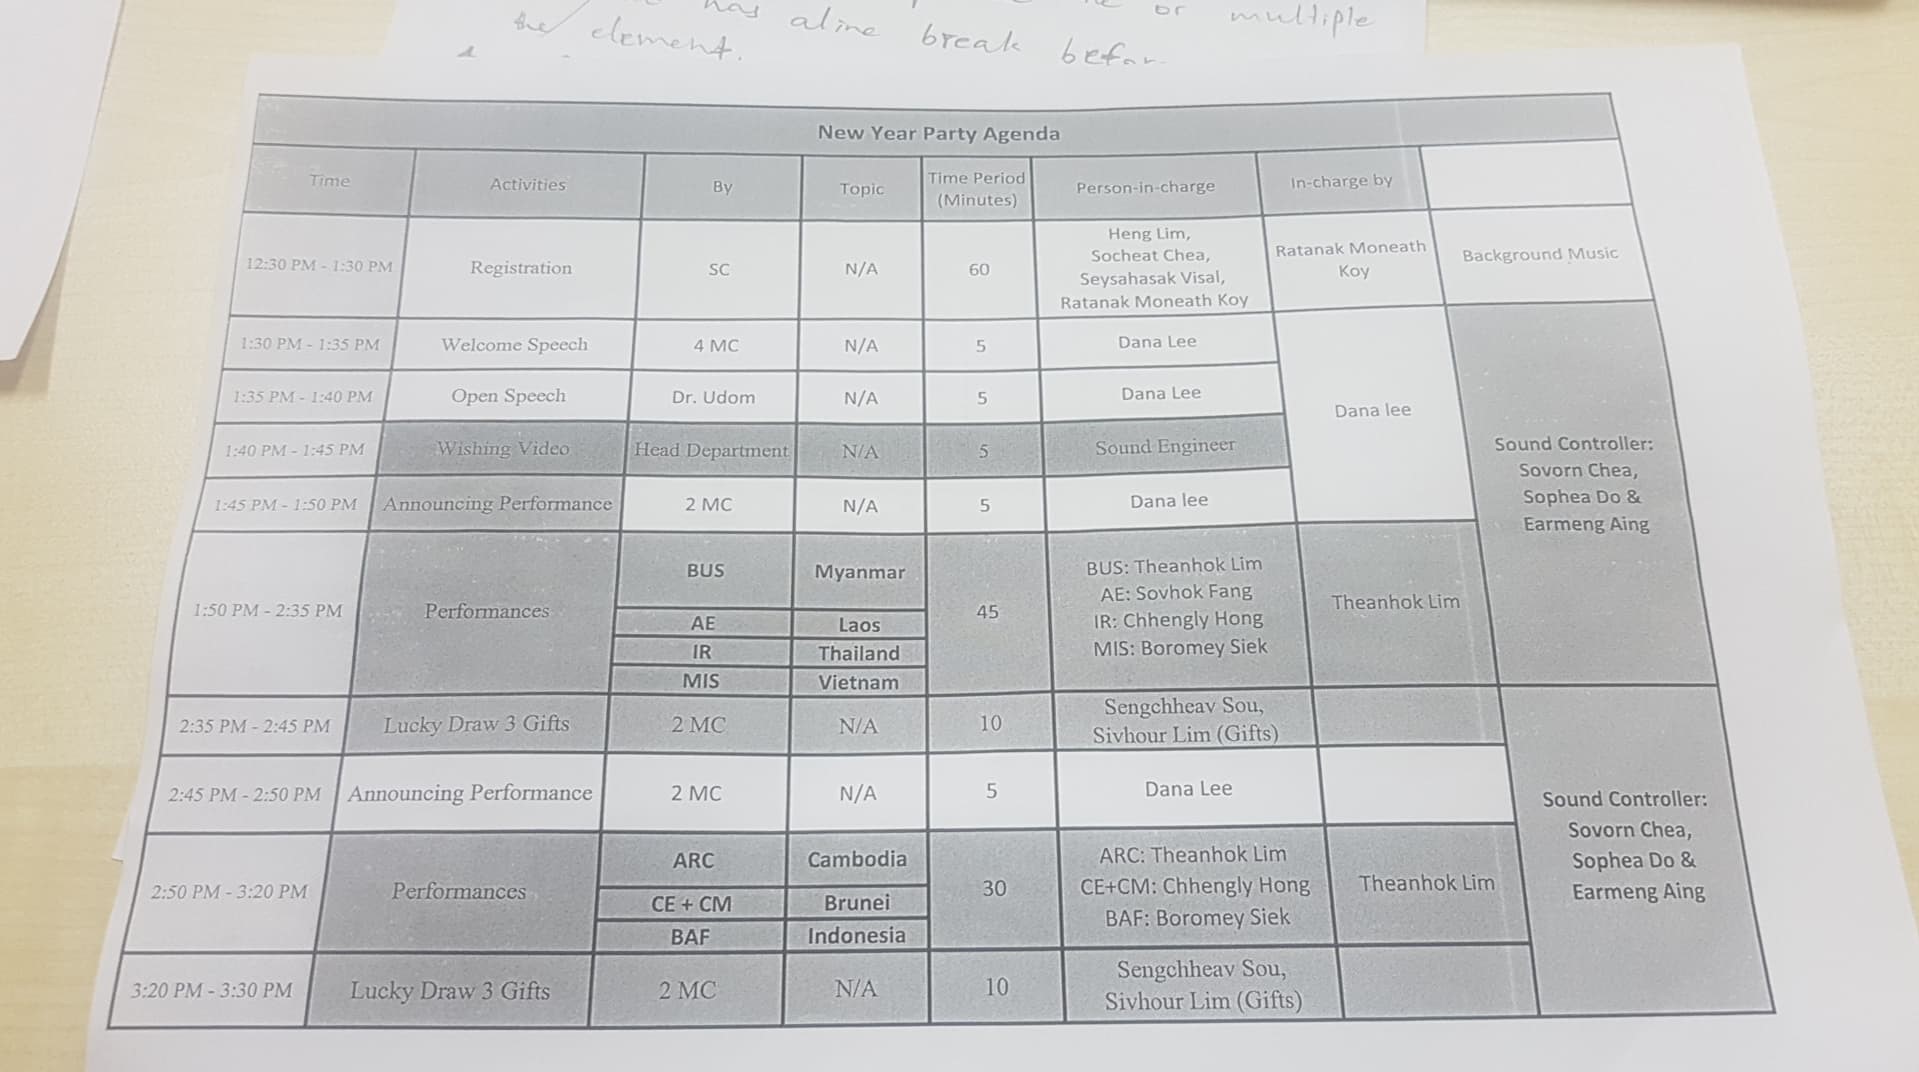 has aline break befor
or multiple
the element.
New Year Party Agenda
Time Activities By Topic Time Period (Minutes) Person-in-charge In-charge by
12:30 PM - 1:30 PM Registration SC N/A 60 Heng Lim, Socheat Chea, Seysahasak Visal, Ratanak Moneath Koy Ratanak Moneath Koy Background Music
1:30 PM - 1:35 PM Welcome Speech 4 MC N/A 5 Dana Lee
1:35 PM - 1:40 PM Open Speech Dr. Udom N/A 5 Dana Lee Dana lee
1:40 PM - 1:45 PM Wishing Video Head Department N/A 5 Sound Engineer Sound Controller: Sovorn Chea, Sophea Do & Earmeng Aing
1:45 PM - 1:50 PM Announcing Performance 2 MC N/A 5 Dana lee
1:50 PM - 2:35 PM Performances BUS Myanmar 45 BUS: Theanhok Lim Theanhok Lim
AE Laos AE: Sovhok Fang
IR Thailand IR: Chhengly Hong
MIS Vietnam MIS: Boromey Siek
2:35 PM - 2:45 PM Lucky Draw 3 Gifts 2 MC N/A 10 Sengchheav Sou, Sivhour Lim (Gifts)
2:45 PM - 2:50 PM Announcing Performance 2 MC N/A 5 Dana Lee Sound Controller: Sovorn Chea, Sophea Do & Earmeng Aing
2:50 PM - 3:20 PM Performances ARC Cambodia 30 ARC: Theanhok Lim Theanhok Lim
CE + CM Brunei CE+CM: Chhengly Hong
BAF Indonesia BAF: Boromey Siek
3:20 PM - 3:30 PM Lucky Draw 3 Gifts 2 MC N/A 10 Sengchheav Sou, Sivhour Lim (Gifts)